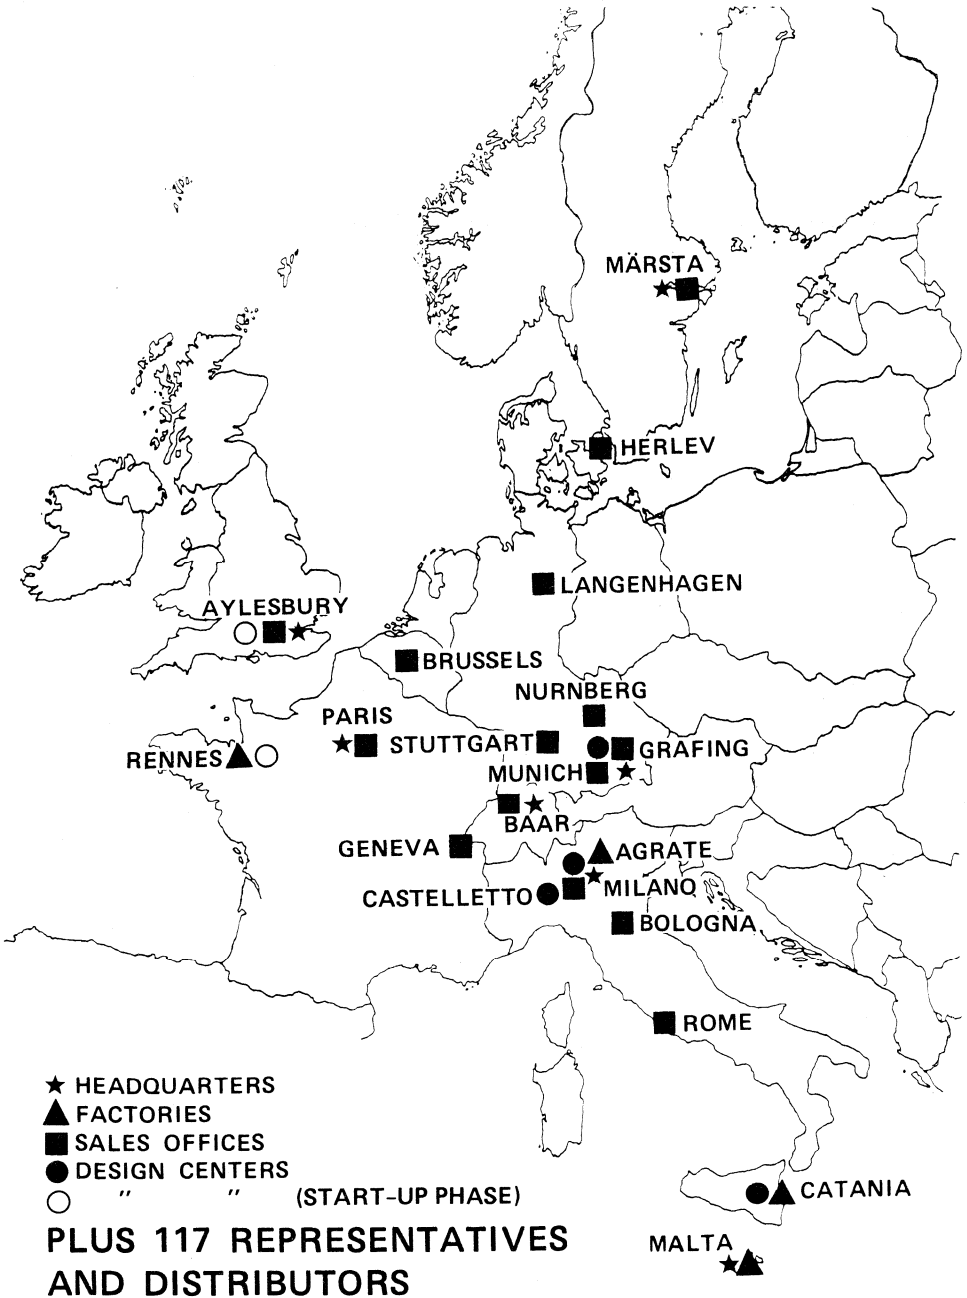 MÄRSTA
HERLEV
LANGENHAGEN
AYLESBURY
BRUSSELS
NURNBERG
PARIS
STUTTGART
GRAFING
RENNES
MUNICH
BAAR
GENEVA
AGRATE
MILANO
CASTELLETTO
BOLOGNA
ROME
HEADQUARTERS
FACTORIES
SALES OFFICES
DESIGN CENTERS
" " (START-UP PHASE)
CATANIA
PLUS 117 REPRESENTATIVES
AND DISTRIBUTORS
MALTA